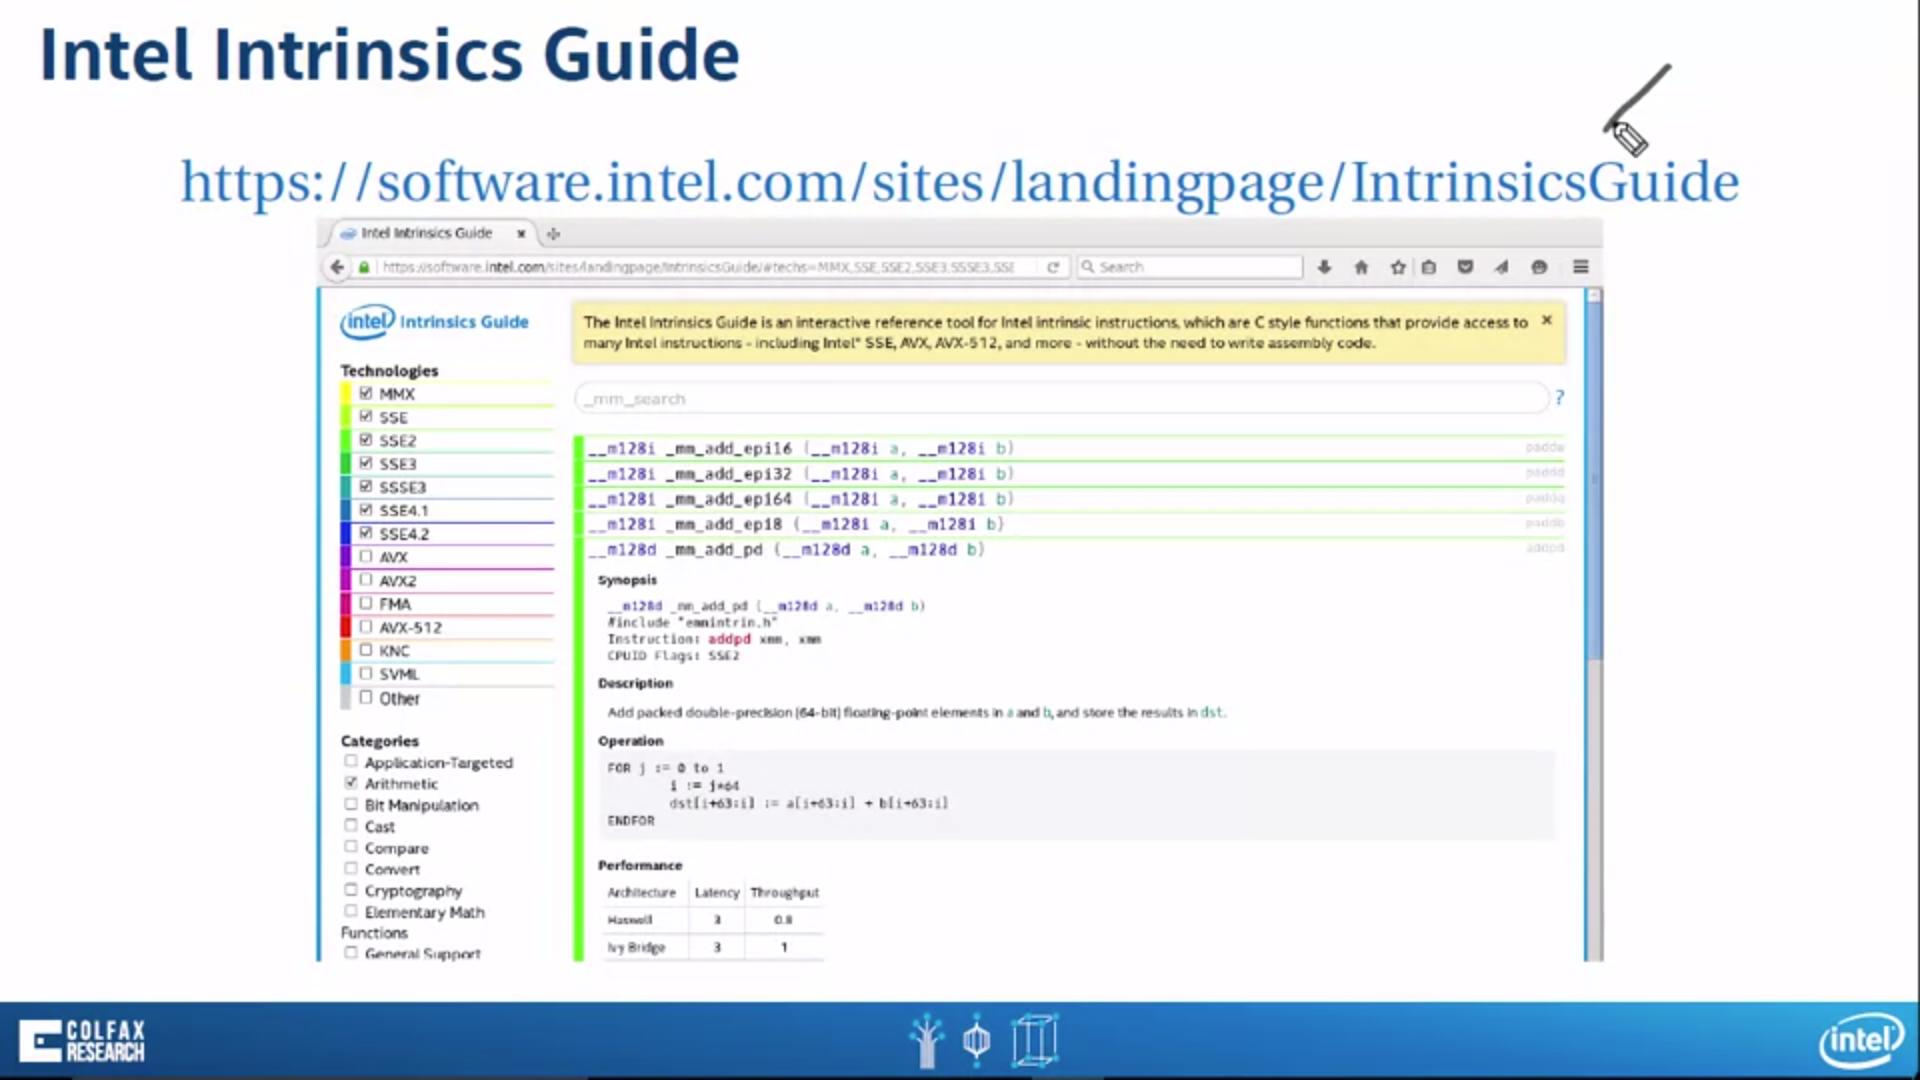 Intel Intrinsics Guide
https://software.intel.com/sites/landingpage/IntrinsicsGuide
Intel Intrinsics Guide
https://software.intel.com/sites/landingpage/IntrinsicsGuide/#techs=MMX,SSE,SSE2,SSE3,SSSE3,SSE
Search
intel Intrinsics Guide
The Intel Intrinsics Guide is an interactive reference tool for Intel intrinsic instructions, which are C style functions that provide access to
many Intel instructions - including Intel® SSE, AVX, AVX-512, and more - without the need to write assembly code.
Technologies
MMX
SSE
SSE2
SSE3
SSSE3
SSE4.1
SSE4.2
AVX
AVX2
FMA
AVX-512
KNC
SVML
Other
Categories
Application-Targeted
Arithmetic
Bit Manipulation
Cast
Compare
Convert
Cryptography
Elementary Math
Functions
General Support
_mm_search
?
__m128i _mm_add_epi16 (__m128i a, __m128i b) paddw
__m128i _mm_add_epi32 (__m128i a, __m128i b) paddd
__m128i _mm_add_epi64 (__m128i a, __m128i b) paddq
__m128i _mm_add_epi8 (__m128i a, __m128i b) paddb
__m128d _mm_add_pd (__m128d a, __m128d b) addpd
Synopsis
__m128d _mm_add_pd (__m128d a, __m128d b)
#include "emmintrin.h"
Instruction: addpd xmm, xmm
CPUID Flags: SSE2
Description
Add packed double-precision (64-bit) floating-point elements in a and b, and store the results in dst.
Operation
FOR j := 0 to 1
i := j*64
dst[i+63:i] := a[i+63:i] + b[i+63:i]
ENDFOR
Performance
Architecture Latency Throughput
Haswell 3 0.8
Ivy Bridge 3 1
COLFAX
RESEARCH
intel